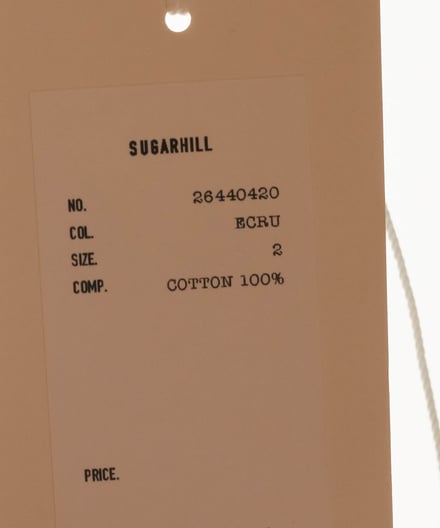 SUGARHILL
NO. 26440420
COL. ECRU
SIZE. 2
COMP. COTTON 100%
PRICE.